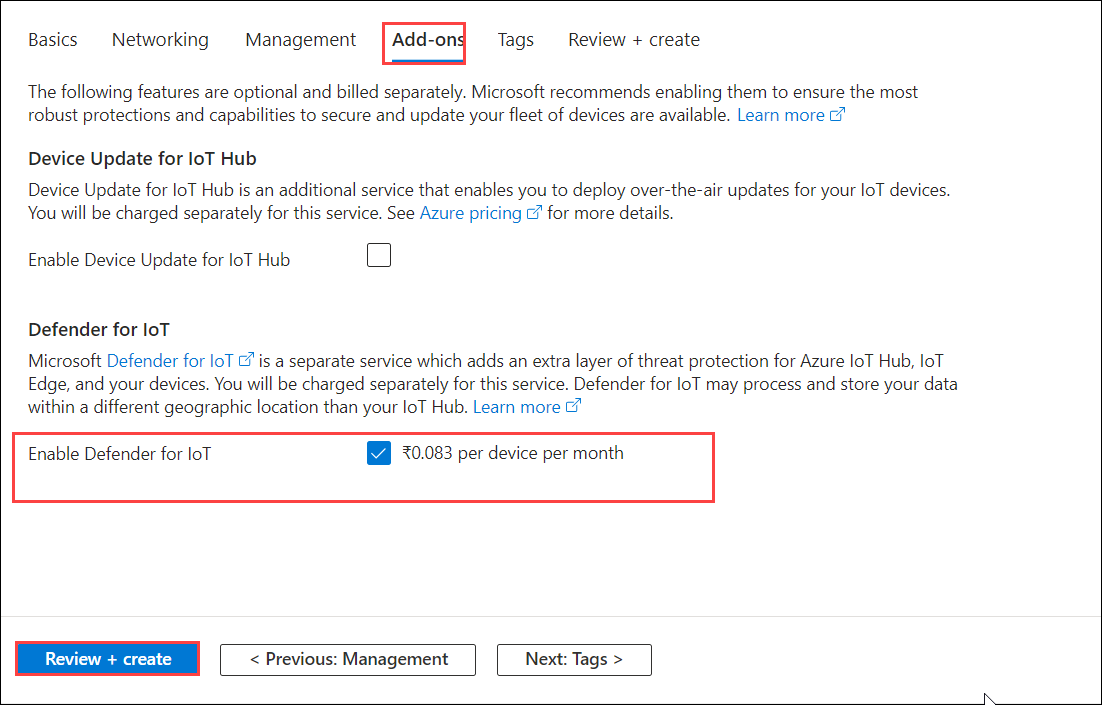 Basics Networking Management Add-ons Tags Review + create
The following features are optional and billed separately. Microsoft recommends enabling them to ensure the most
robust protections and capabilities to secure and update your fleet of devices are available. Learn more
Device Update for IoT Hub
Device Update for IoT Hub is an additional service that enables you to deploy over-the-air updates for your IoT devices.
You will be charged separately for this service. See Azure pricing for more details.
Enable Device Update for IoT Hub
Defender for IoT
Microsoft Defender for IoT is a separate service which adds an extra layer of threat protection for Azure IoT Hub, IoT
Edge, and your devices. You will be charged separately for this service. Defender for IoT may process and store your data
within a different geographic location than your IoT Hub. Learn more
Enable Defender for IoT ₹0.083 per device per month
Review + create < Previous: Management Next: Tags >